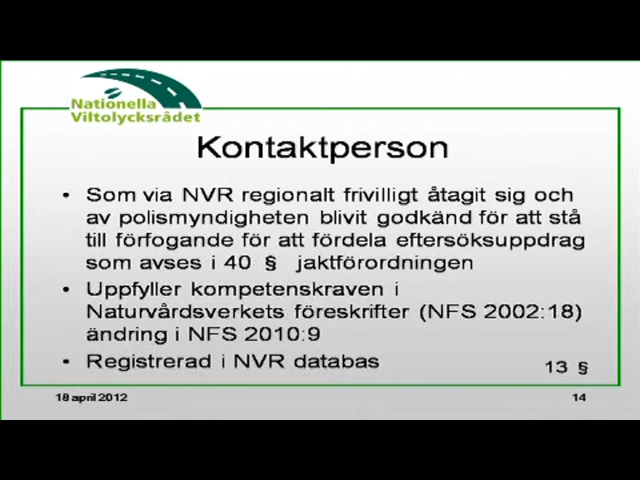 Nationella
Viltolycksrådet
Kontaktperson
• Som via NVR regionalt frivilligt åtagit sig och
av polismyndigheten blivit godkänd för att stå
till förfogande för att fördela eftersöksuppdrag
som avses i 40 § jaktförordningen
• Uppfyller kompetenskraven i
Naturvårdsverkets föreskrifter (NFS 2002:18)
ändring i NFS 2010:9
• Registrerad i NVR databas
13 §
18 april 2012
14